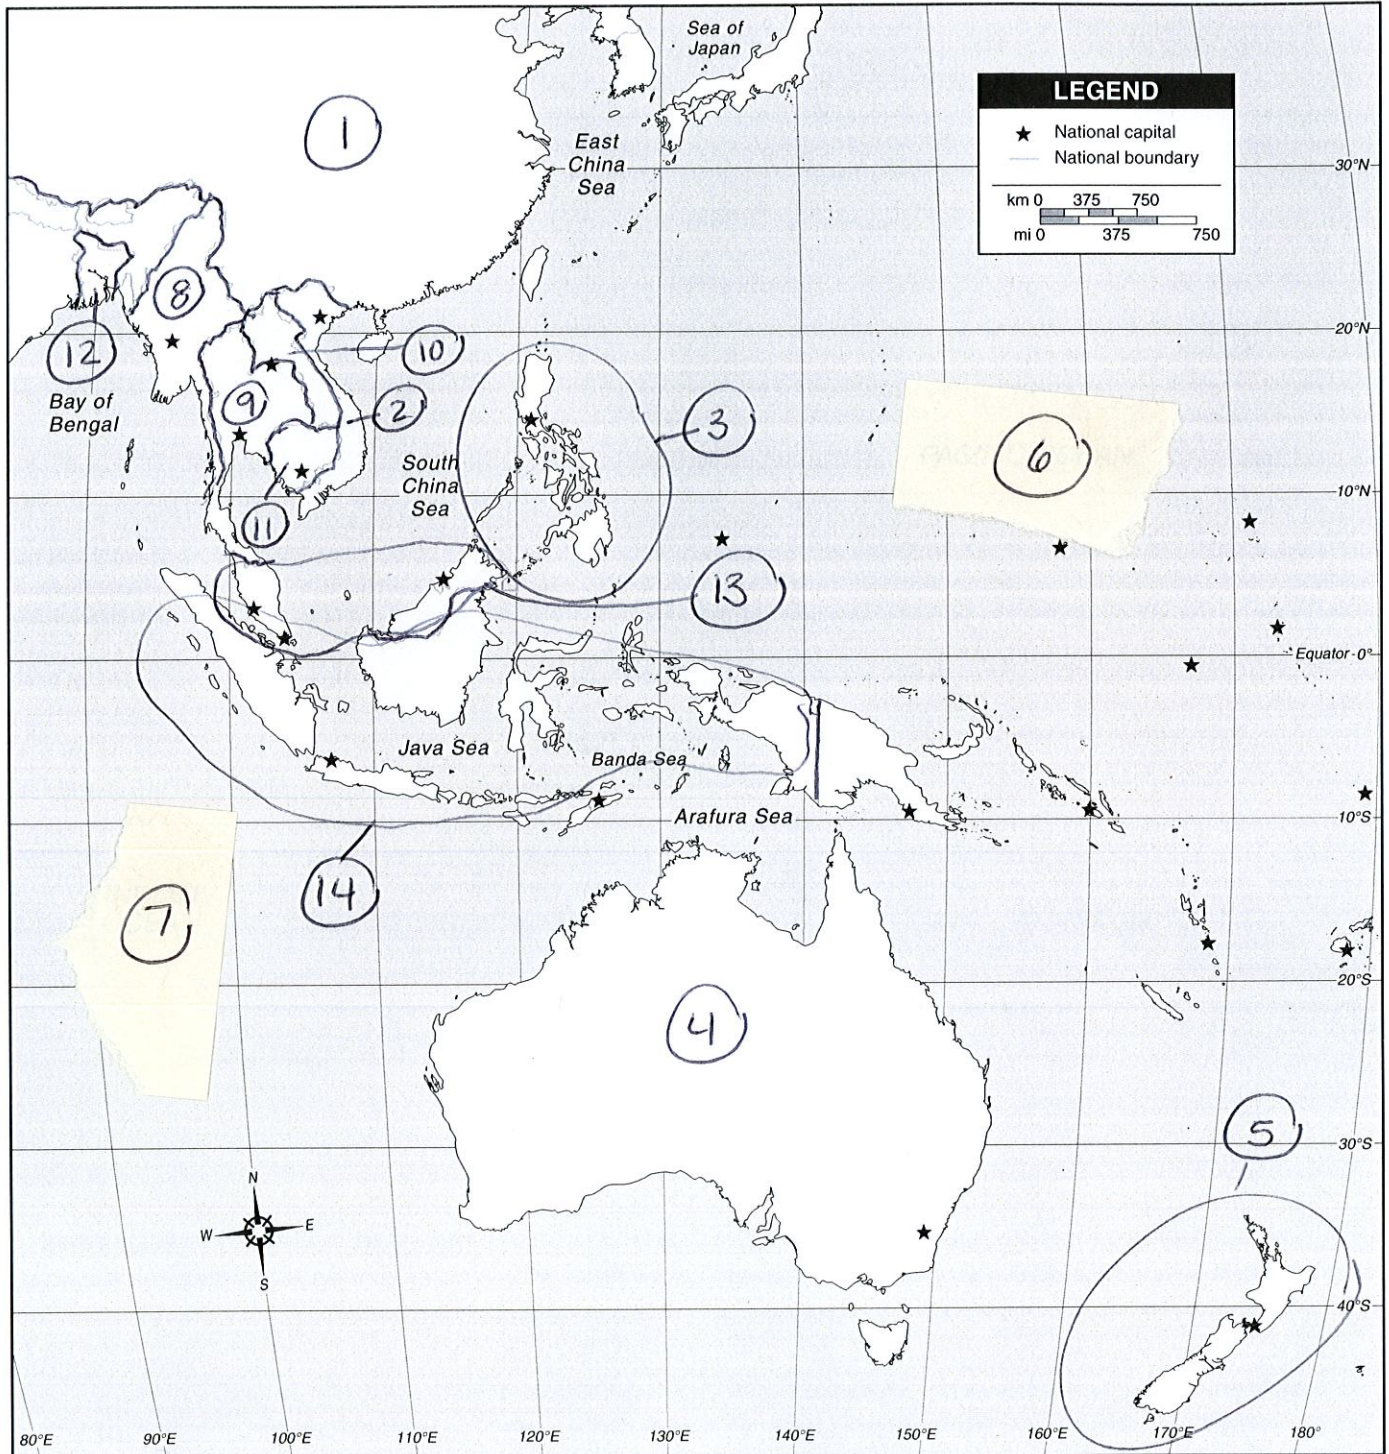 Sea of
Japan
LEGEND
National capital
National boundary
km 0 375 750
mi 0 375 750
1
East
China
Sea
30°N
8
12
10
20°N
Bay of
Bengal
9
2
3
6
South
China
Sea
10°N
11
13
Equator 0°
Java Sea
Banda Sea
Arafura Sea
10°S
14
7
20°S
4
5
30°S
N
W E
S
40°S
80°E 90°E 100°E 110°E 120°E 130°E 140°E 150°E 160°E 170°E 180°